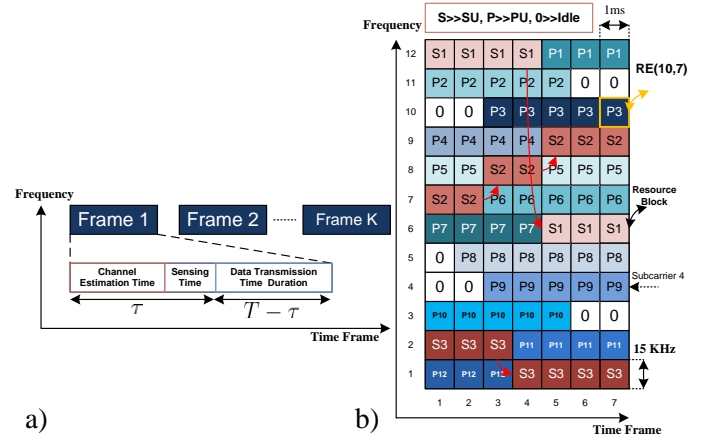 Frequency
Frame 1
Frame 2
Frame K
Channel
Estimation Time
Sensing
Time
Data Transmission
Time Duration
τ
T − τ
Time Frame
a)
S>>SU, P>>PU, 0>>Idle
1ms
Frequency
12 S1 S1 S1 S1 P1 P1 P1
11 P2 P2 P2 P2 P2 0 0
RE(10,7)
10 0 0 P3 P3 P3 P3 P3
9 P4 P4 P4 P4 S2 S2 S2
8 P5 P5 S2 S2 P5 P5 P5
7 S2 S2 P6 P6 P6 P6 P6
Resource
Block
6 P7 P7 P7 P7 S1 S1 S1
5 0 P8 P8 P8 P8 P8 P8
4 0 0 P9 P9 P9 P9 P9
Subcarrier 4
3 P10 P10 P10 P10 P10 0 0
2 S3 S3 S3 P11 P11 P11 P11
15 KHz
1 P12 P12 P12 S3 S3 S3 S3
1 2 3 4 5 6 7
Time Frame
b)